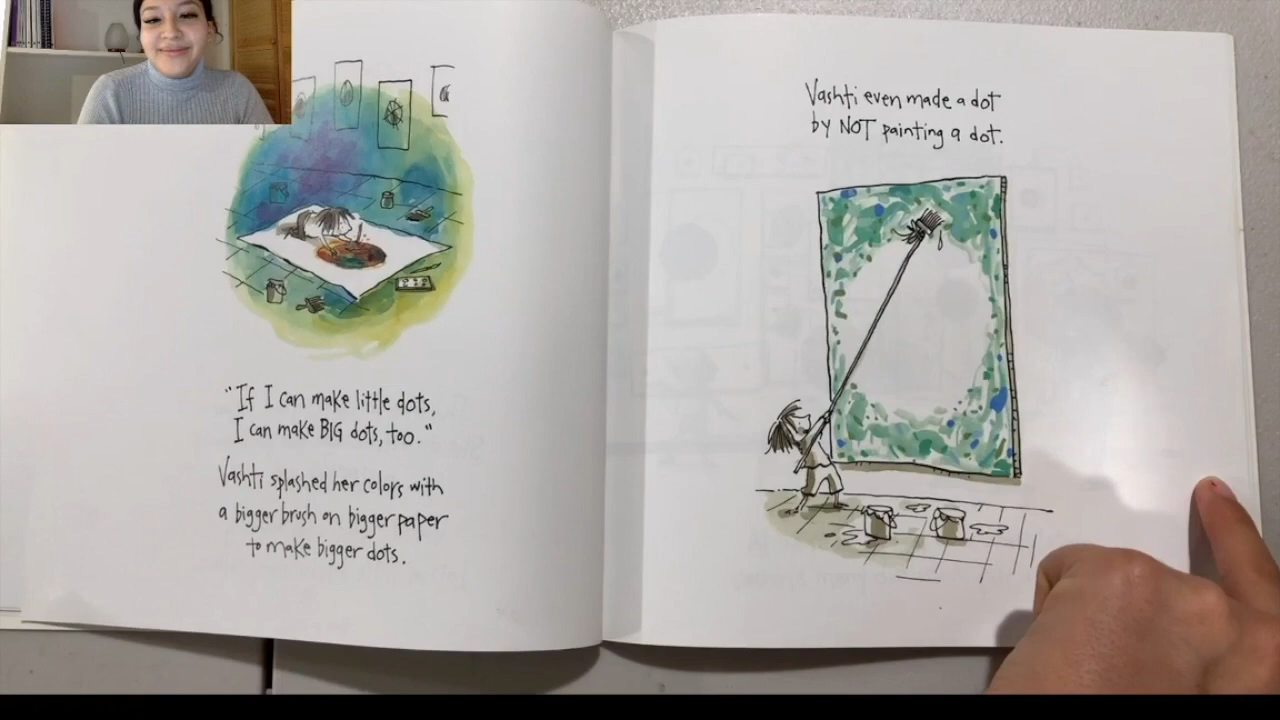 "If I can make little dots,
I can make BIG dots, too."
Vashti splashed her colors with
a bigger brush on bigger paper
to make bigger dots.
Vashti even made a dot
by NOT painting a dot.